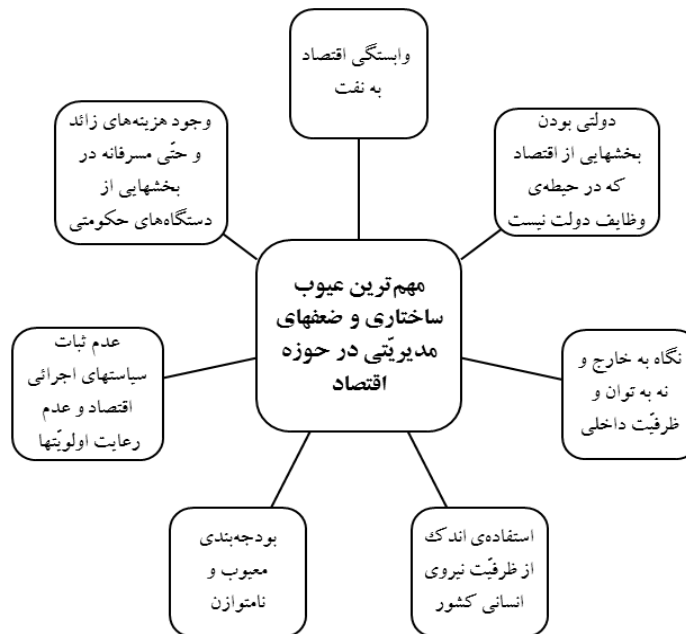 وابستگی اقتصاد
به نفت
دولتی بودن
بخشهایی از اقتصاد
که در حیطه‌ی
وظایف دولت نیست
نگاه به خارج و
نه به توان و
ظرفیّت داخلی
استفاده‌ی اندک
از ظرفیّت نیروی
انسانی کشور
بودجه‌بندی
معیوب و
نامتوازن
عدم ثبات
سیاستهای اجرائی
اقتصاد و عدم
رعایت اولویّتها
وجود هزینه‌های زائد
و حتّی مسرفانه در
بخشهایی از
دستگاه‌های حکومتی
مهم‌ترین عیوب
ساختاری و ضعفهای
مدیریّتی در حوزه
اقتصاد